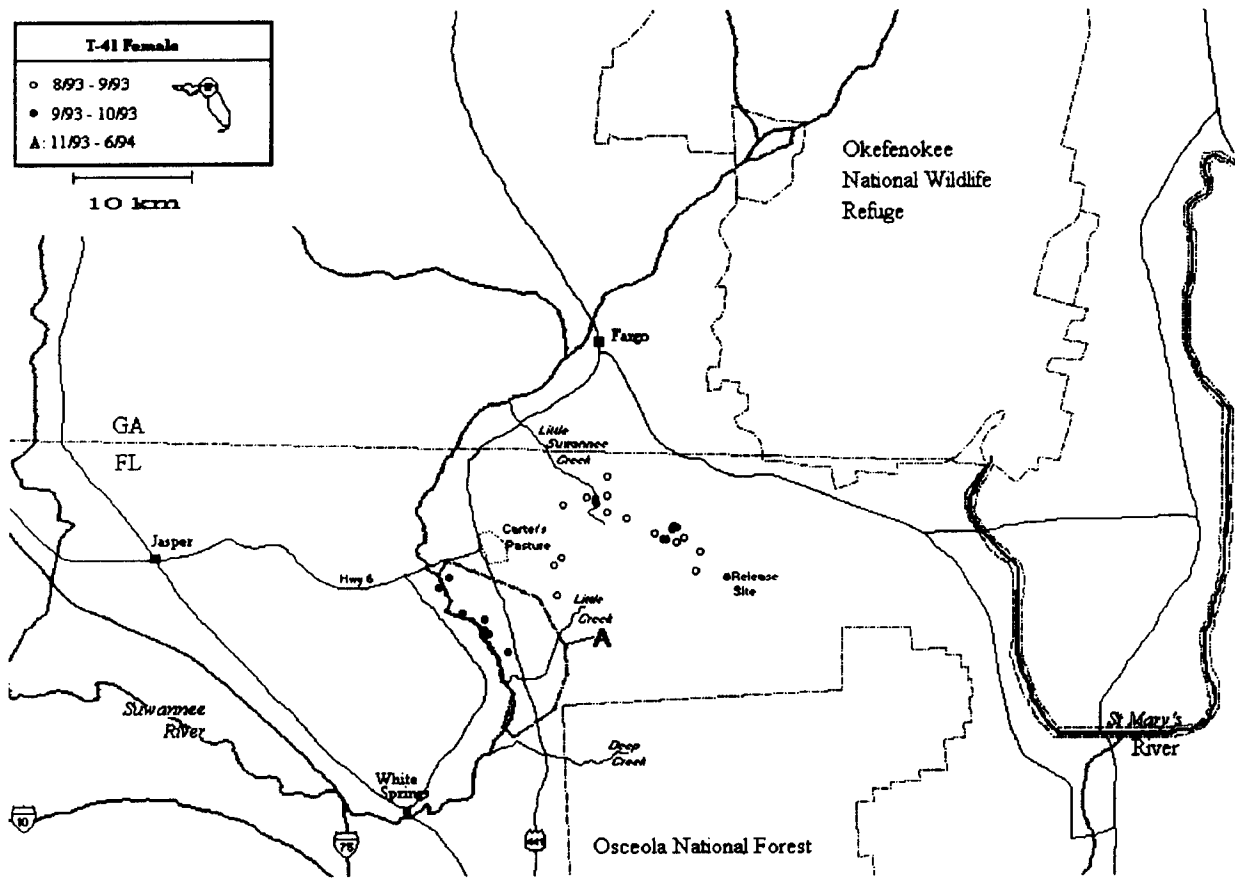 T-41 Female
8/93 - 9/93
9/93 - 10/93
A: 11/93 - 6/94
10 km
Okefenokee
National Wildlife
Refuge
Fargo
GA
FL
Little
Suwannee
Creek
Carter's
Pasture
Jasper
Hwy 6
Release
Site
Little
Creek
A
Suwannee
River
Deep
Creek
St Mary's
River
White
Springs
10
75
441
Osceola National Forest